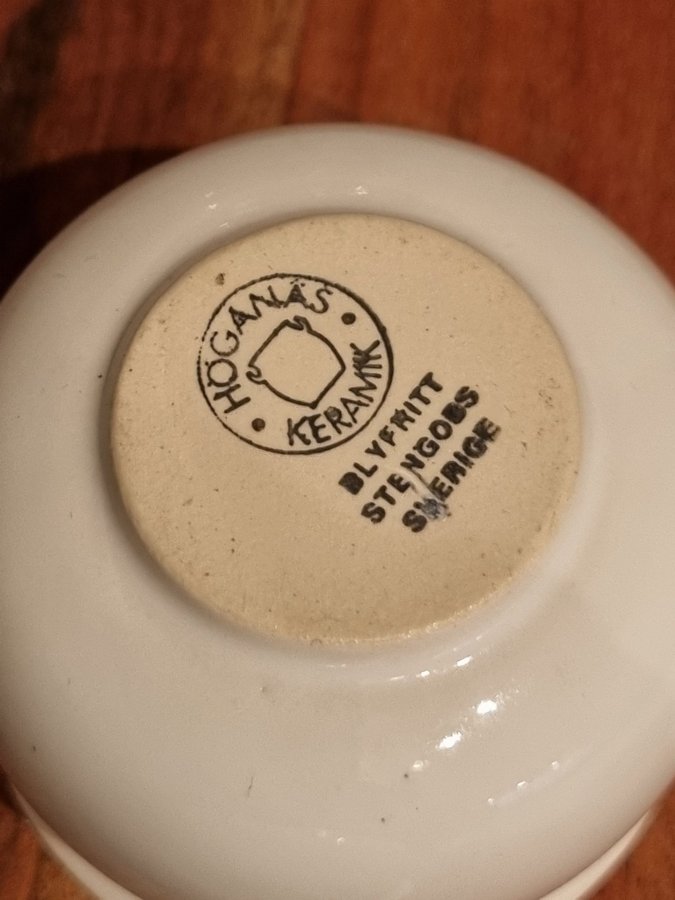 HÖGANÄS
KERAMIK
BLYFRITT
STENGODS
SVERIGE